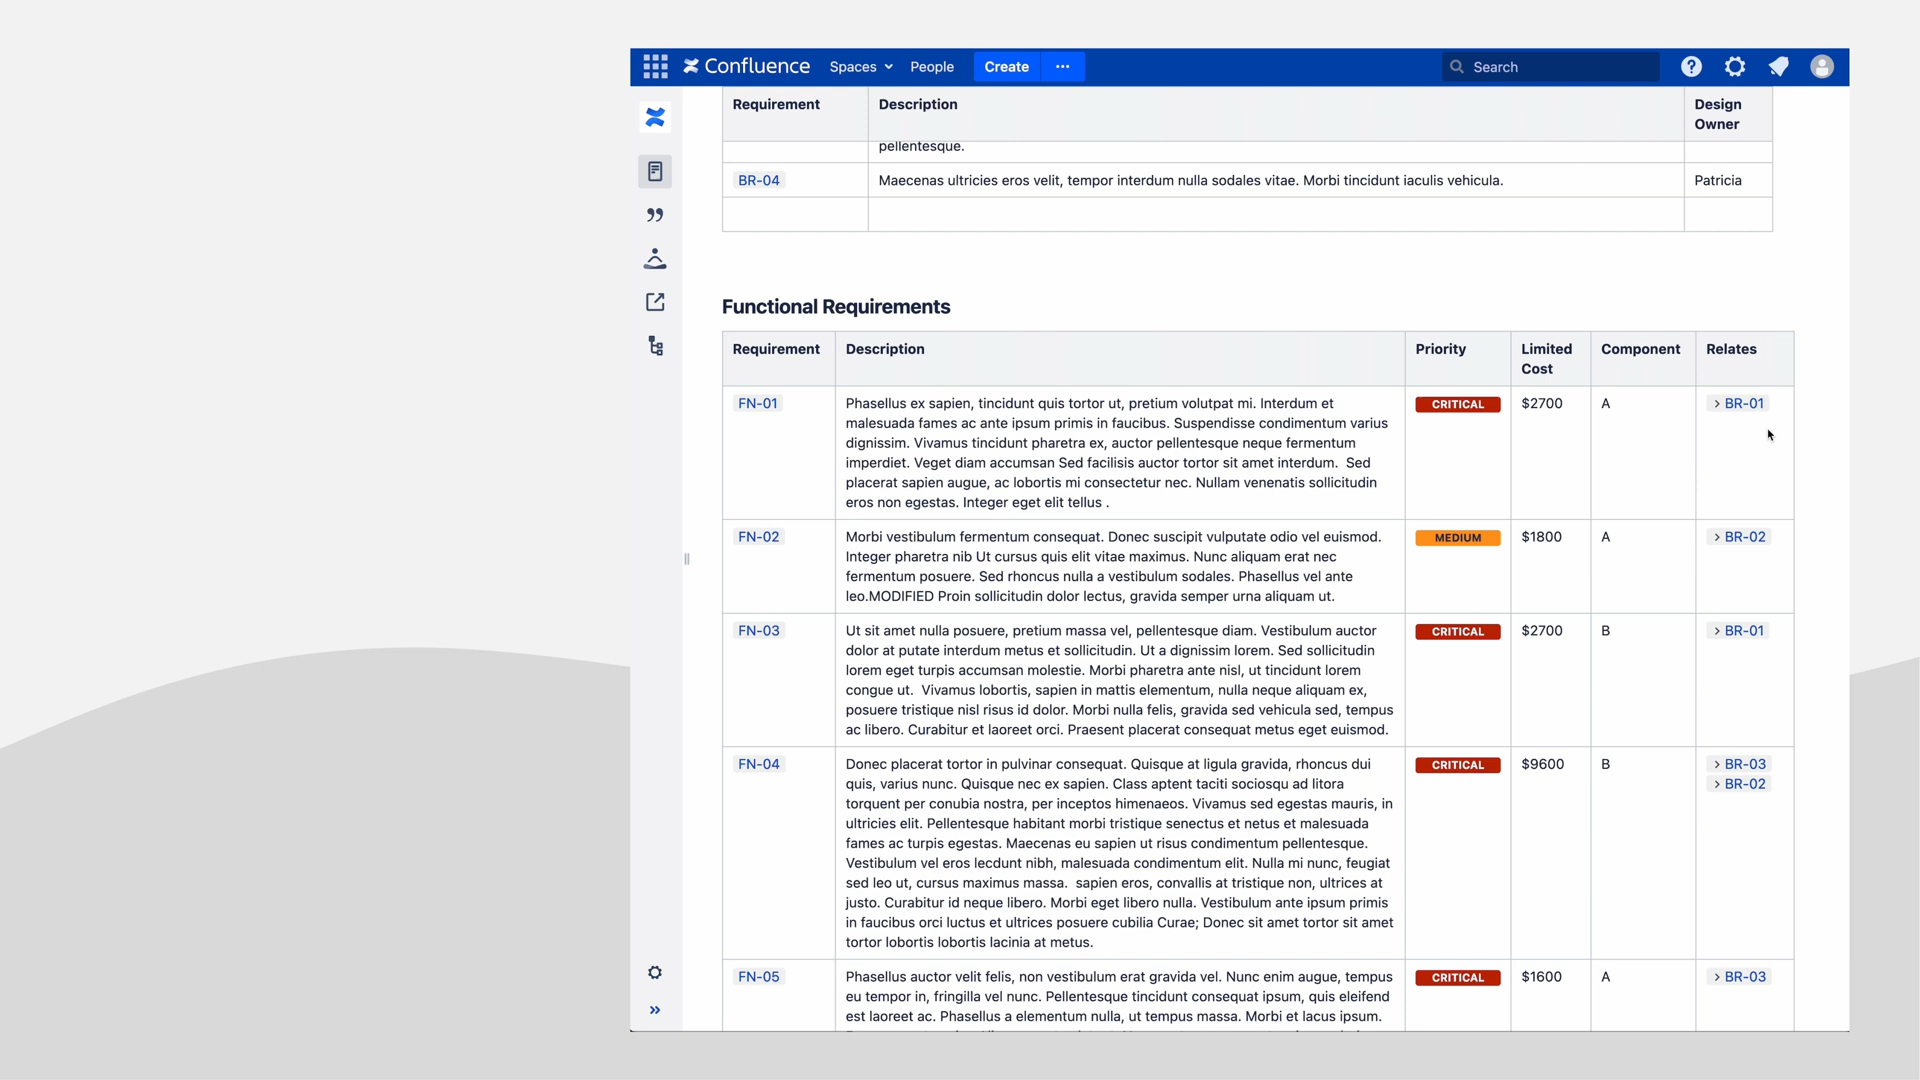 Confluence Spaces People Create ··· Search
Requirement Description Design
Owner
pellentesque.
BR-04 Maecenas ultricies eros velit, tempor interdum nulla sodales vitae. Morbi tincidunt iaculis vehicula. Patricia
Functional Requirements
Requirement Description Priority Limited Component Relates
Cost
FN-01 Phasellus ex sapien, tincidunt quis tortor ut, pretium volutpat mi. Interdum et CRITICAL $2700 A > BR-01
malesuada fames ac ante ipsum primis in faucibus. Suspendisse condimentum varius
dignissim. Vivamus tincidunt pharetra ex, auctor pellentesque neque fermentum
imperdiet. Veget diam accumsan Sed facilisis auctor tortor sit amet interdum.  Sed
placerat sapien augue, ac lobortis mi consectetur nec. Nullam venenatis sollicitudin
eros non egestas. Integer eget elit tellus .
FN-02 Morbi vestibulum fermentum consequat. Donec suscipit vulputate odio vel euismod. MEDIUM $1800 A > BR-02
Integer pharetra nib Ut cursus quis elit vitae maximus. Nunc aliquam erat nec
fermentum posuere. Sed rhoncus nulla a vestibulum sodales. Phasellus vel ante
leo.MODIFIED Proin sollicitudin dolor lectus, gravida semper urna aliquam ut.
FN-03 Ut sit amet nulla posuere, pretium massa vel, pellentesque diam. Vestibulum auctor CRITICAL $2700 B > BR-01
dolor at putate interdum metus et sollicitudin. Ut a dignissim lorem. Sed sollicitudin
lorem eget turpis accumsan molestie. Morbi pharetra ante nisl, ut tincidunt lorem
congue ut.  Vivamus lobortis, sapien in mattis elementum, nulla neque aliquam ex,
posuere tristique nisl risus id dolor. Morbi nulla felis, gravida sed vehicula sed, tempus
ac libero. Curabitur et laoreet orci. Praesent placerat consequat metus eget euismod.
FN-04 Donec placerat tortor in pulvinar consequat. Quisque at ligula gravida, rhoncus dui CRITICAL $9600 B > BR-03
quis, varius nunc. Quisque nec ex sapien. Class aptent taciti sociosqu ad litora > BR-02
torquent per conubia nostra, per inceptos himenaeos. Vivamus sed egestas mauris, in
ultricies elit. Pellentesque habitant morbi tristique senectus et netus et malesuada
fames ac turpis egestas. Maecenas eu sapien ut risus condimentum pellentesque.
Vestibulum vel eros lecdunt nibh, malesuada condimentum elit. Nulla mi nunc, feugiat
sed leo ut, cursus maximus massa.  sapien eros, convallis at tristique non, ultrices at
justo. Curabitur id neque libero. Morbi eget libero nulla. Vestibulum ante ipsum primis
in faucibus orci luctus et ultrices posuere cubilia Curae; Donec sit amet tortor sit amet
tortor lobortis lobortis lacinia at metus.
FN-05 Phasellus auctor velit felis, non vestibulum erat gravida vel. Nunc enim augue, tempus CRITICAL $1600 A > BR-03
eu tempor in, fringilla vel nunc. Pellentesque tincidunt consequat ipsum, quis eleifend
est laoreet ac. Phasellus a elementum nulla, ut tempus massa. Morbi et lacus ipsum.